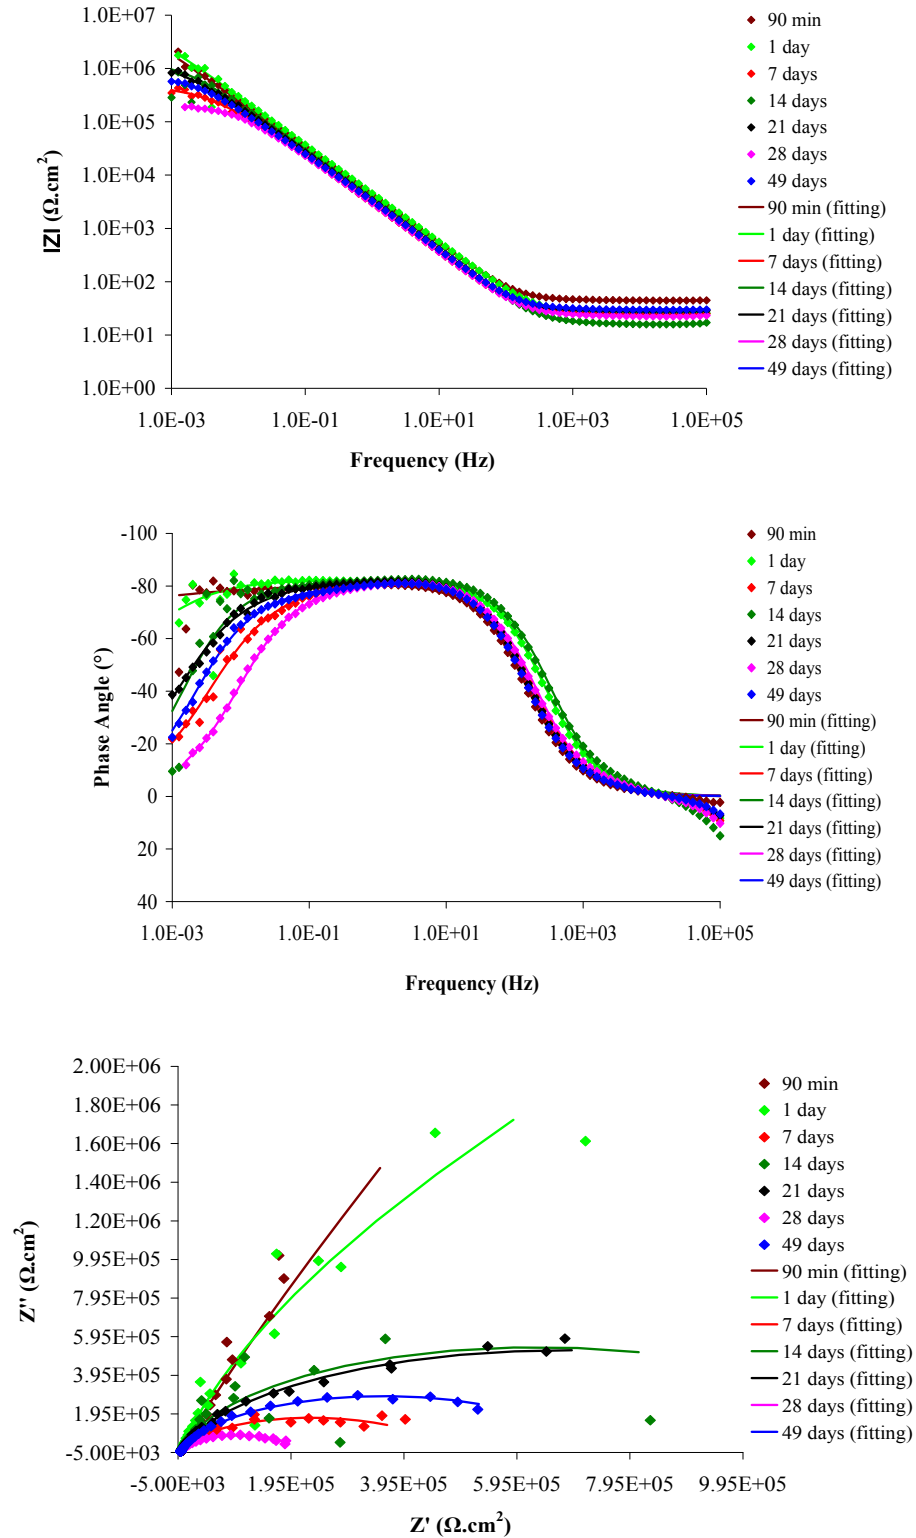 1.0E+07
1.0E+06
1.0E+05
1.0E+04
1.0E+03
1.0E+02
1.0E+01
1.0E+00
|Z| (Ω.cm²)
1.0E-03 1.0E-01 1.0E+01 1.0E+03 1.0E+05
Frequency (Hz)
90 min
1 day
7 days
14 days
21 days
28 days
49 days
90 min (fitting)
1 day (fitting)
7 days (fitting)
14 days (fitting)
21 days (fitting)
28 days (fitting)
49 days (fitting)
-100
-80
-60
-40
-20
0
20
40
Phase Angle (°)
1.0E-03 1.0E-01 1.0E+01 1.0E+03 1.0E+05
Frequency (Hz)
90 min
1 day
7 days
14 days
21 days
28 days
49 days
90 min (fitting)
1 day (fitting)
7 days (fitting)
14 days (fitting)
21 days (fitting)
28 days (fitting)
49 days (fitting)
2.00E+06
1.80E+06
1.60E+06
1.40E+06
1.20E+06
9.95E+05
7.95E+05
5.95E+05
3.95E+05
1.95E+05
-5.00E+03
Z'' (Ω.cm²)
-5.00E+03 1.95E+05 3.95E+05 5.95E+05 7.95E+05 9.95E+05
Z' (Ω.cm²)
90 min
1 day
7 days
14 days
21 days
28 days
49 days
90 min (fitting)
1 day (fitting)
7 days (fitting)
14 days (fitting)
21 days (fitting)
28 days (fitting)
49 days (fitting)